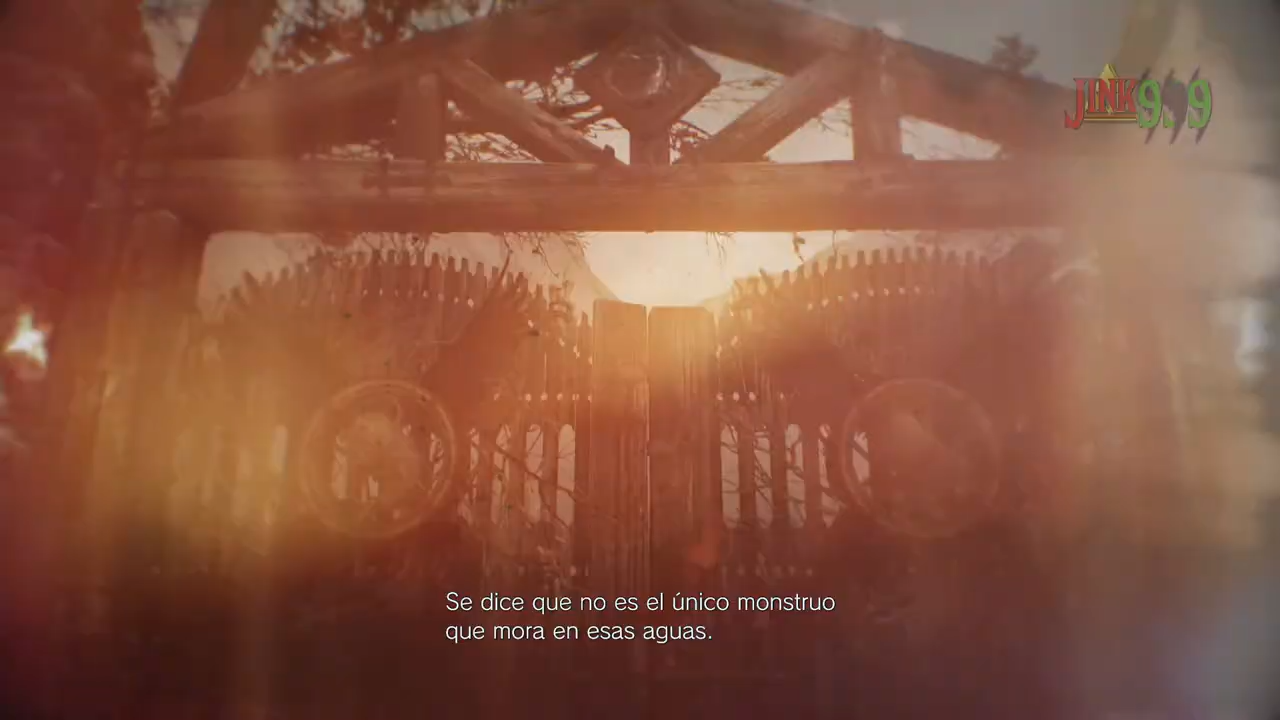 JINK999
Se dice que no es el único monstruo
que mora en esas aguas.